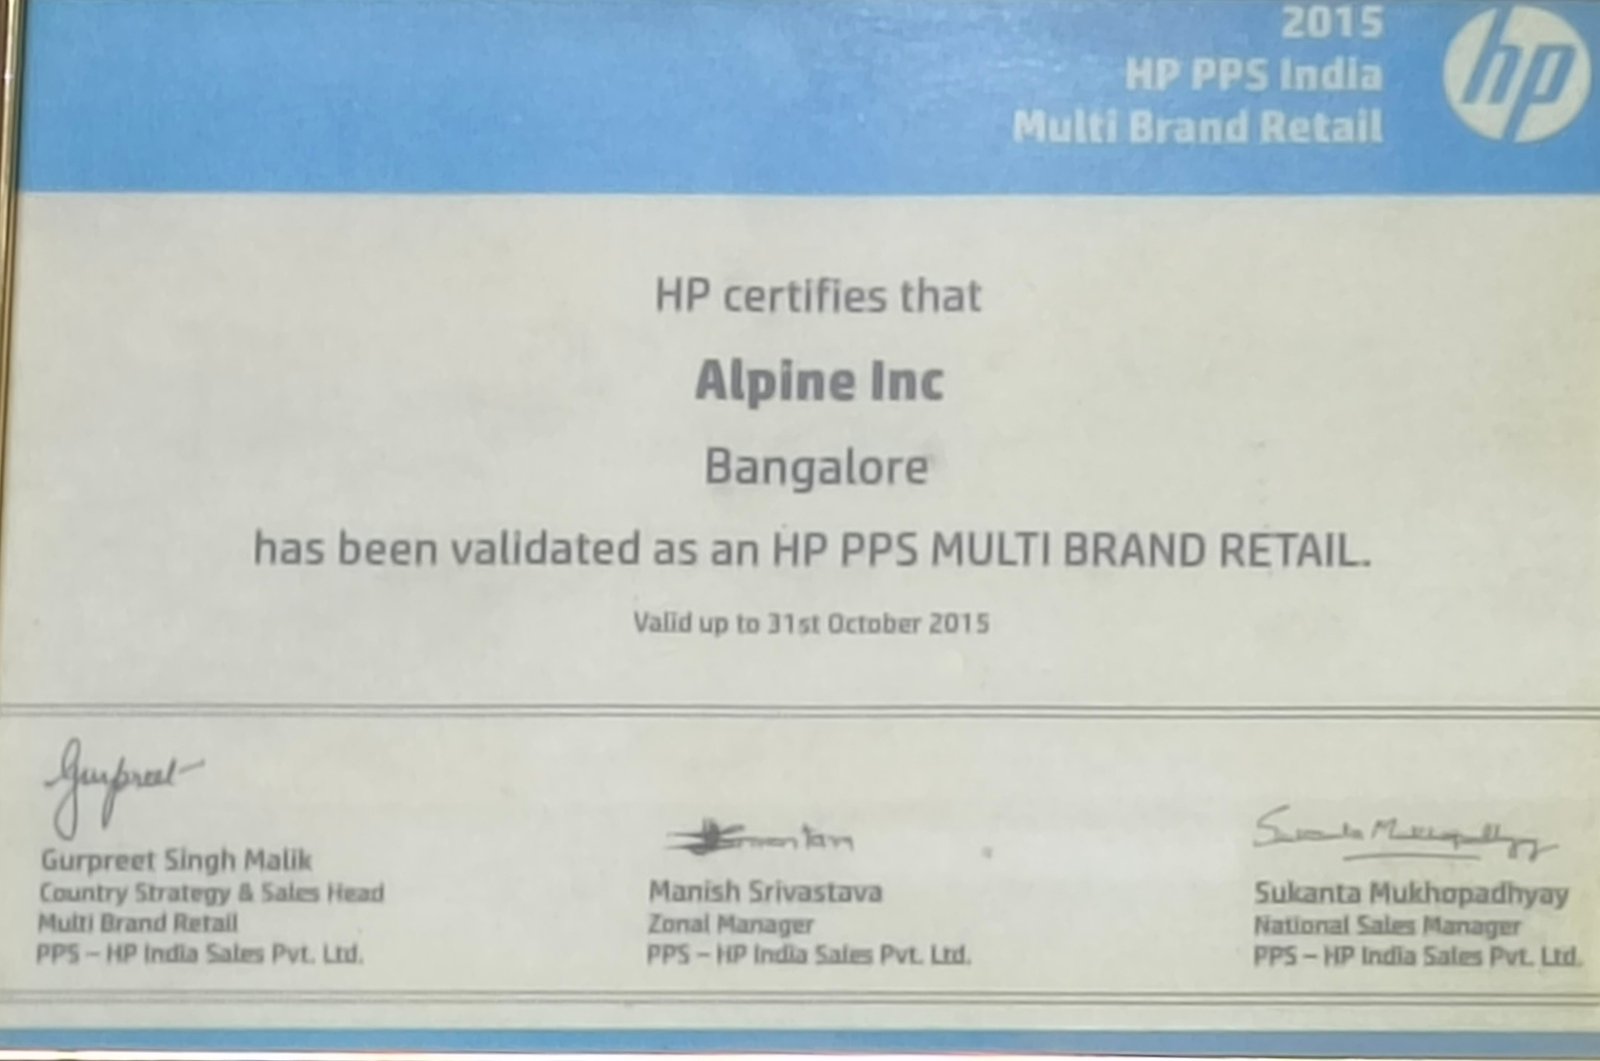 2015
HP PPS India
Multi Brand Retail
hp
HP certifies that
Alpine Inc
Bangalore
has been validated as an HP PPS MULTI BRAND RETAIL.
Valid up to 31st October 2015
Gurpreet
Gurpreet Singh Malik
Country Strategy & Sales Head
Multi Brand Retail
PPS – HP India Sales Pvt. Ltd.
Manish Srivastava
Zonal Manager
PPS – HP India Sales Pvt. Ltd.
Sukanta Mukhopadhyay
National Sales Manager
PPS – HP India Sales Pvt. Ltd.